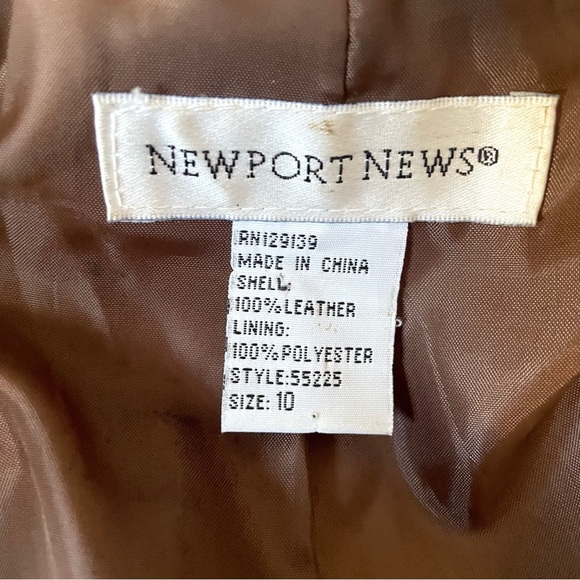 NEWPORT NEWS®
RN129139
MADE IN CHINA
SHELL:
100%LEATHER
LINING:
100%POLYESTER
STYLE:55225
SIZE: 10